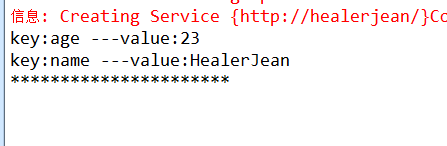 信息: Creating Service {http://healerjean/}Co
key:age ---value:23
key:name ---value:HealerJean
**********************